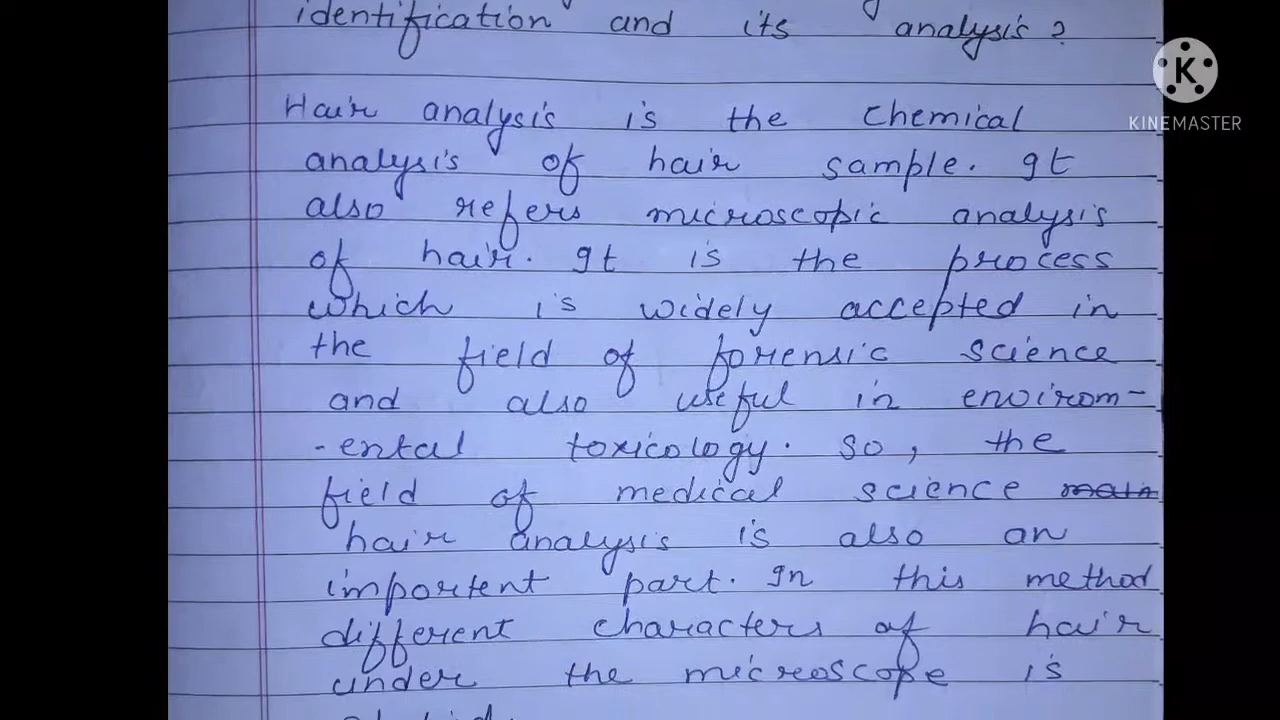 identification and its analysis?
Hair analysis is the chemical
analysis of hair sample. It
also refers microscopic analysis
of hair. It is the process
which is widely accepted in
the field of forensic science
and also useful in envirom-
-ental toxicology. so, the
field of medical science
hair analysis is also an
importent part. In this method
different characters of hair
under the microscope is
KINEMASTER